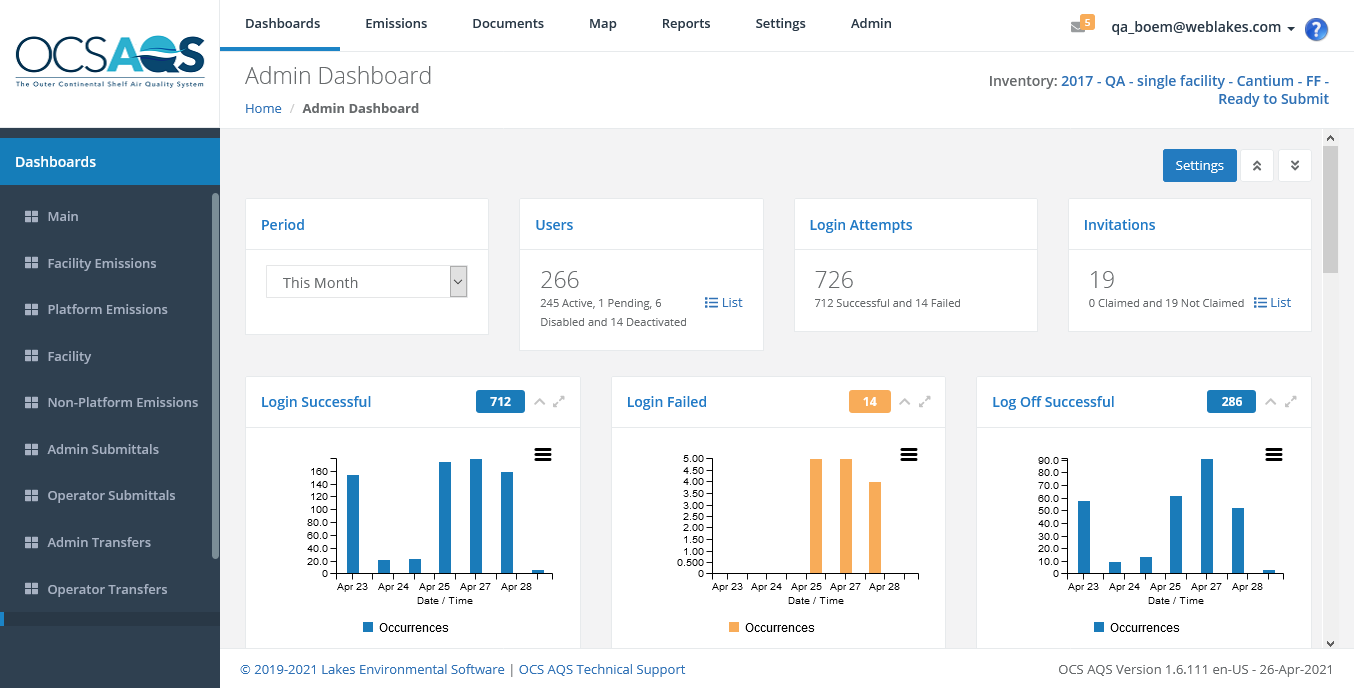 OCSAQS
The Outer Continental Shelf Air Quality System
Dashboards
Emissions
Documents
Map
Reports
Settings
Admin
5
qa_boem@weblakes.com
?
Admin Dashboard
Home / Admin Dashboard
Inventory: 2017 - QA - single facility - Cantium - FF -
Ready to Submit
Dashboards
Main
Facility Emissions
Platform Emissions
Facility
Non-Platform Emissions
Admin Submittals
Operator Submittals
Admin Transfers
Operator Transfers
Settings
Period
This Month
Users
266
245 Active, 1 Pending, 6
Disabled and 14 Deactivated
List
Login Attempts
726
712 Successful and 14 Failed
Invitations
19
0 Claimed and 19 Not Claimed
List
Login Successful
712
160
140
120
100
80.0
60.0
40.0
20.0
0
Apr 23 Apr 24 Apr 25 Apr 27 Apr 28
Date / Time
Occurrences
Login Failed
14
5.00
4.50
4.00
3.50
3.00
2.50
2.00
1.50
1.00
0.500
0
Apr 23 Apr 24 Apr 25 Apr 27 Apr 28
Date / Time
Occurrences
Log Off Successful
286
90.0
80.0
70.0
60.0
50.0
40.0
30.0
20.0
10.0
0
Apr 23 Apr 24 Apr 25 Apr 27 Apr 28
Date / Time
Occurrences
© 2019-2021 Lakes Environmental Software | OCS AQS Technical Support
OCS AQS Version 1.6.111 en-US - 26-Apr-2021